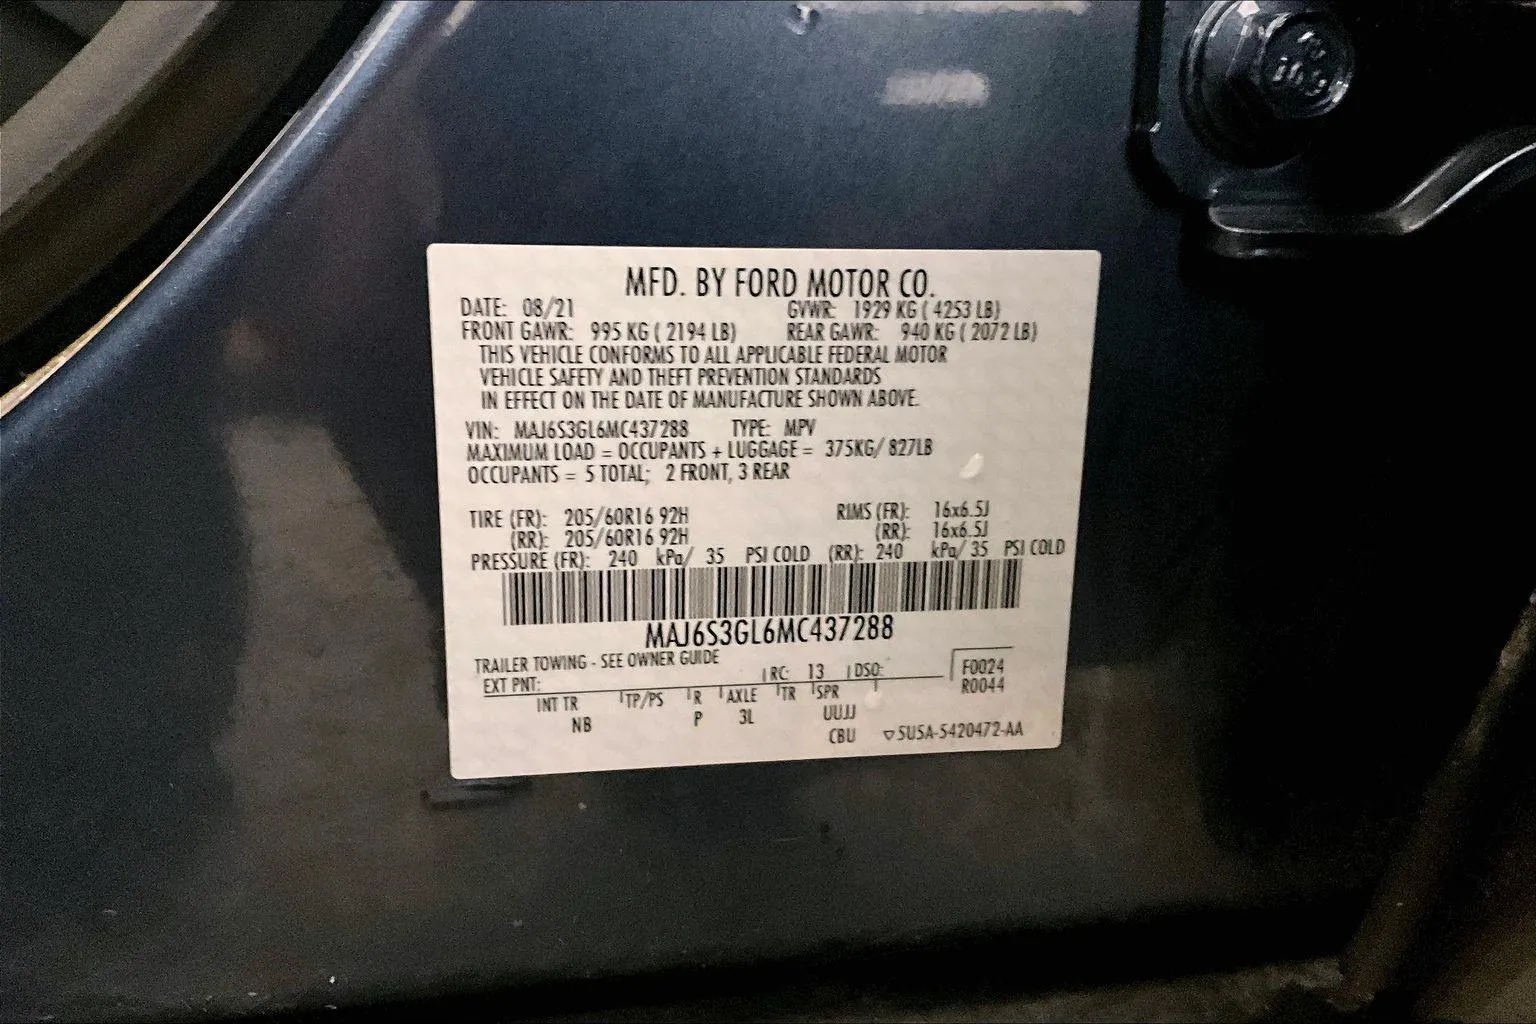 MFD. BY FORD MOTOR CO.
DATE: 08/21 GVWR: 1929 KG ( 4253 LB)
FRONT GAWR: 995 KG ( 2194 LB) REAR GAWR: 940 KG ( 2072 LB)
THIS VEHICLE CONFORMS TO ALL APPLICABLE FEDERAL MOTOR
VEHICLE SAFETY AND THEFT PREVENTION STANDARDS
IN EFFECT ON THE DATE OF MANUFACTURE SHOWN ABOVE.
VIN: MAJ6S3GL6MC437288 TYPE: MPV
MAXIMUM LOAD = OCCUPANTS + LUGGAGE = 375KG/ 827LB
OCCUPANTS = 5 TOTAL; 2 FRONT, 3 REAR
TIRE (FR): 205/60R16 92H RIMS (FR): 16x6.5J
(RR): 205/60R16 92H (RR): 16x6.5J
PRESSURE (FR): 240 kPa/ 35 PSI COLD (RR): 240 kPa/ 35 PSI COLD
MAJ6S3GL6MC437288
TRAILER TOWING - SEE OWNER GUIDE
EXT PNT: RC: 13 DSO: F0024
R0044
INT TR TP/PS R AXLE TR SPR
NB P 3L UUJJ
CBU ▽5U5A-5420472-AA